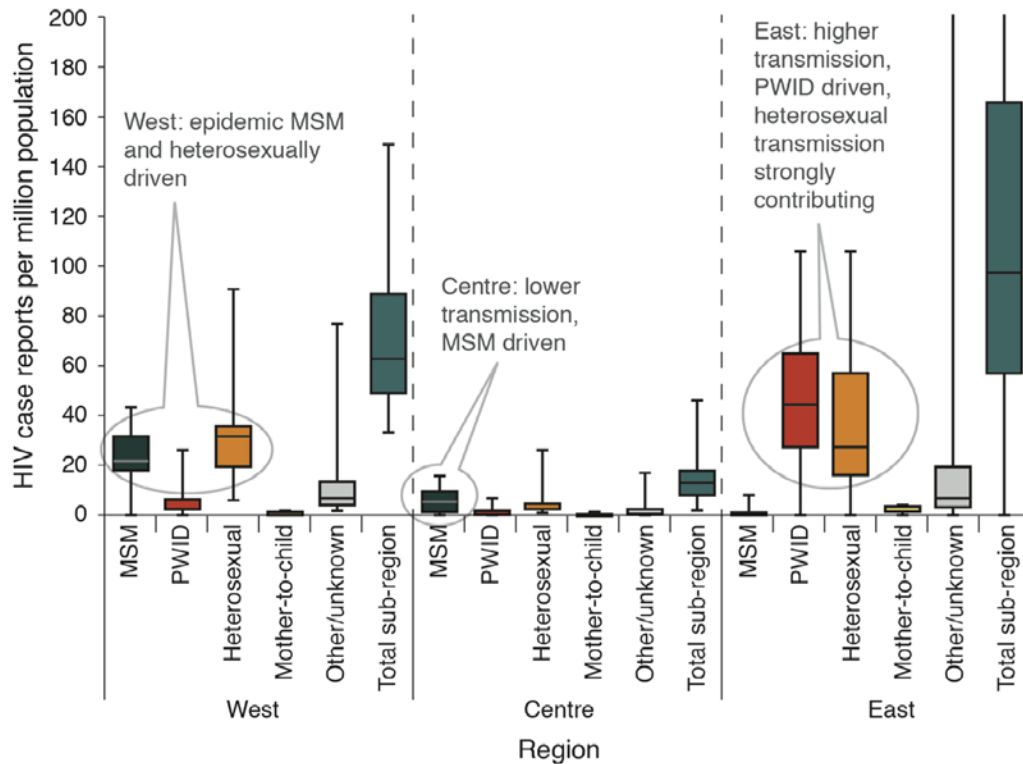 HIV case reports per million population
200
180
160
140
120
100
80
60
40
20
0
West: epidemic MSM
and heterosexually
driven
Centre: lower
transmission,
MSM driven
East: higher
transmission,
PWID driven,
heterosexual
transmission
strongly
contributing
MSM
PWID
Heterosexual
Mother-to-child
Other/unknown
Total sub-region
MSM
PWID
Heterosexual
Mother-to-child
Other/unknown
Total sub-region
MSM
PWID
Heterosexual
Mother-to-child
Other/unknown
Total sub-region
West
Centre
East
Region